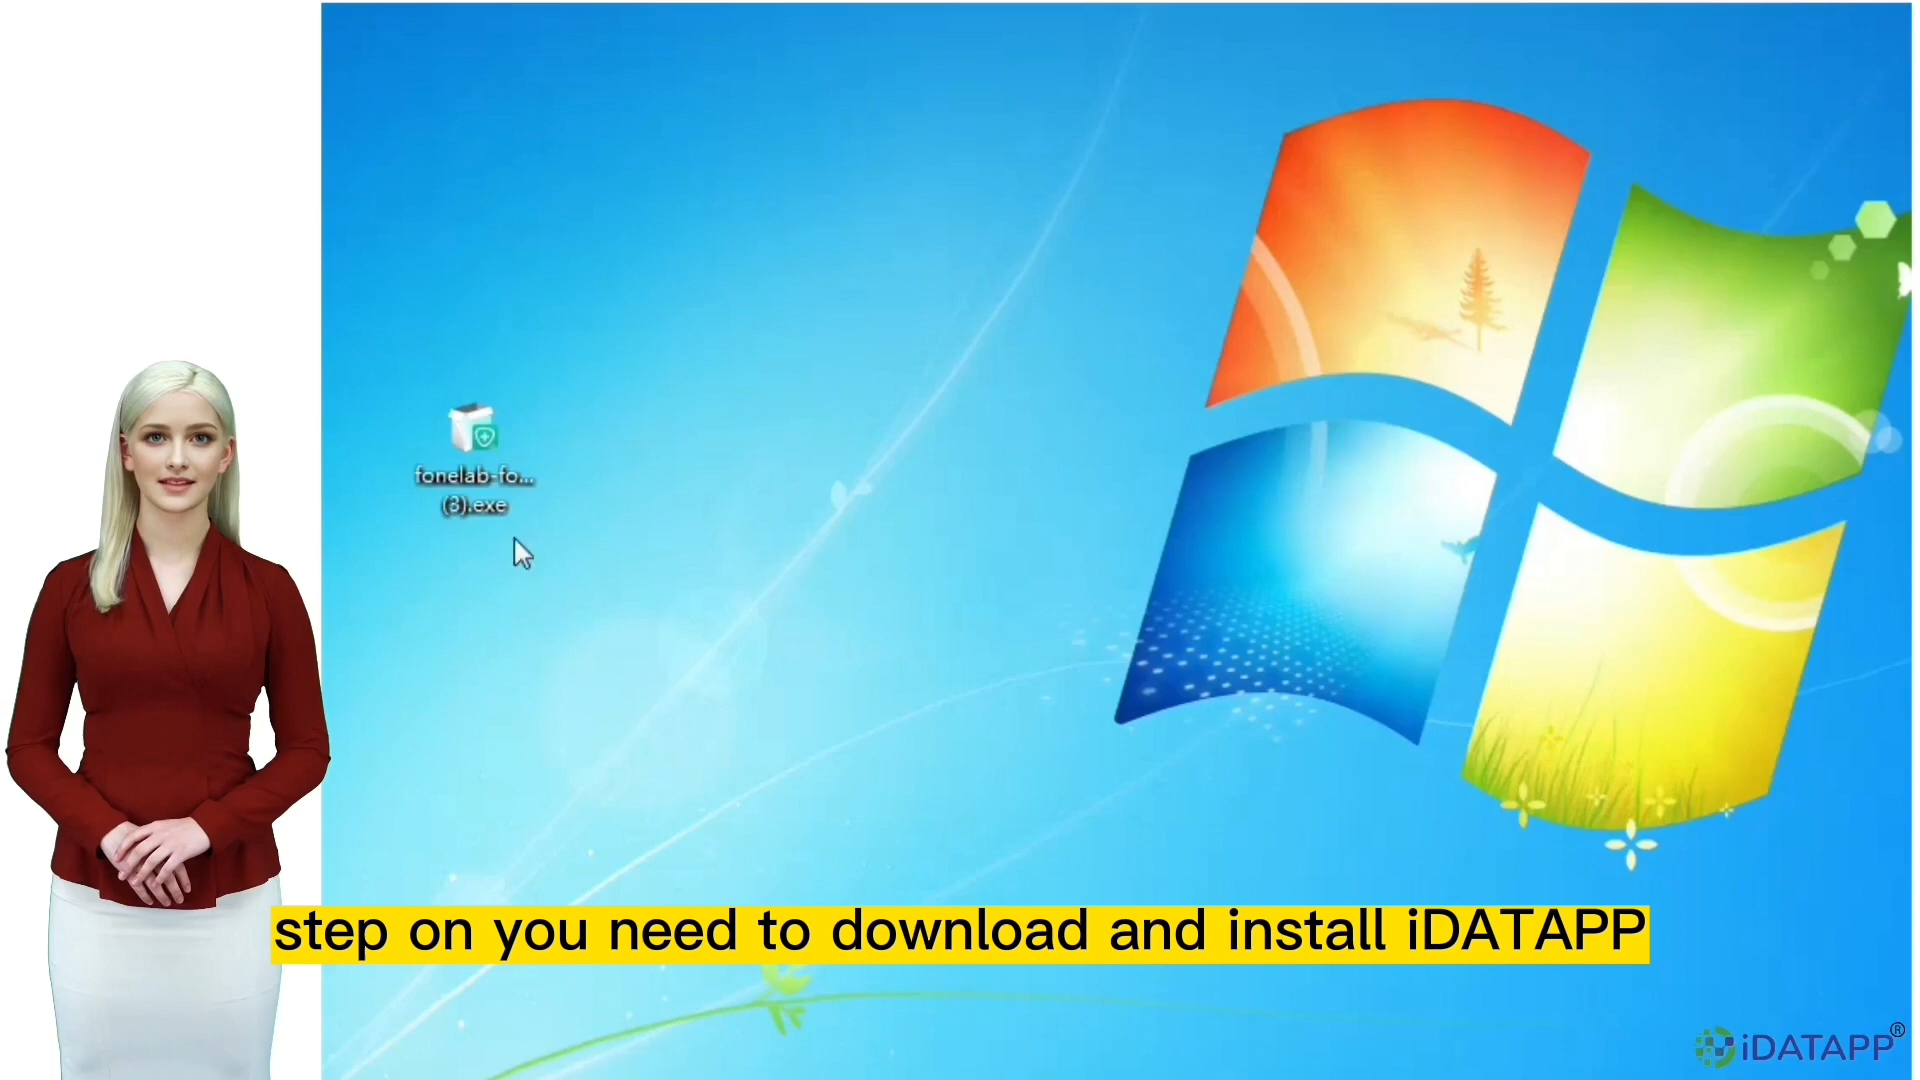 fonelab-fo...
(3).exe
step on you need to download and install iDATAPP
iDATAPP®